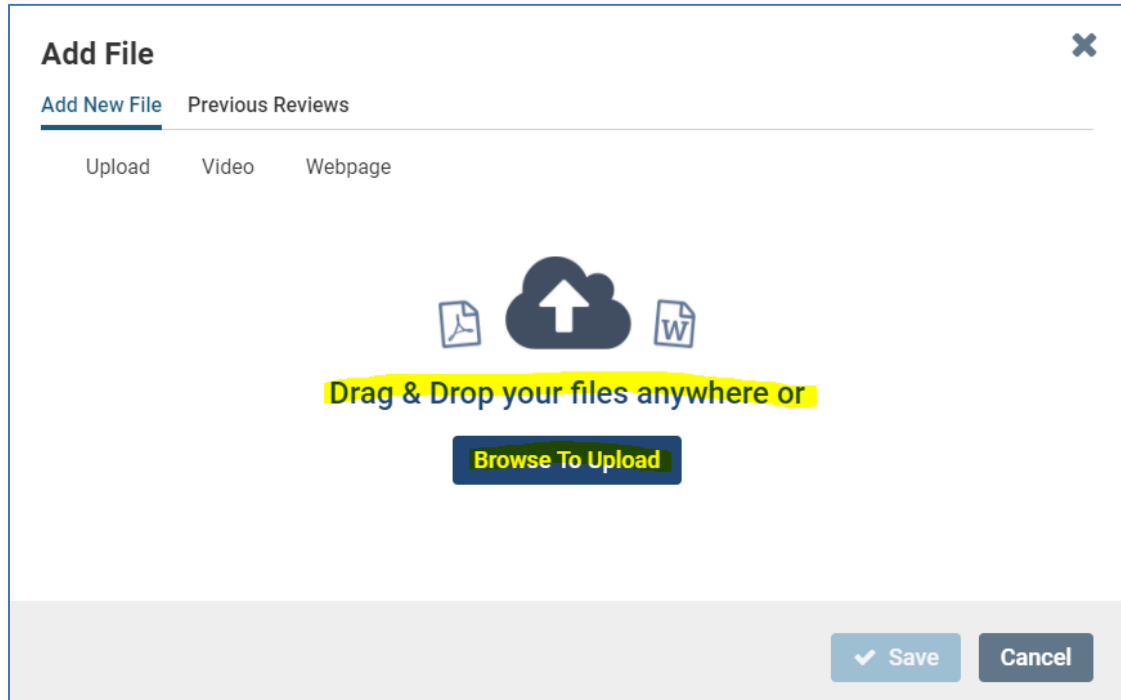 Add File
Add New File Previous Reviews
Upload Video Webpage
W
Drag & Drop your files anywhere or
Browse To Upload
Save Cancel